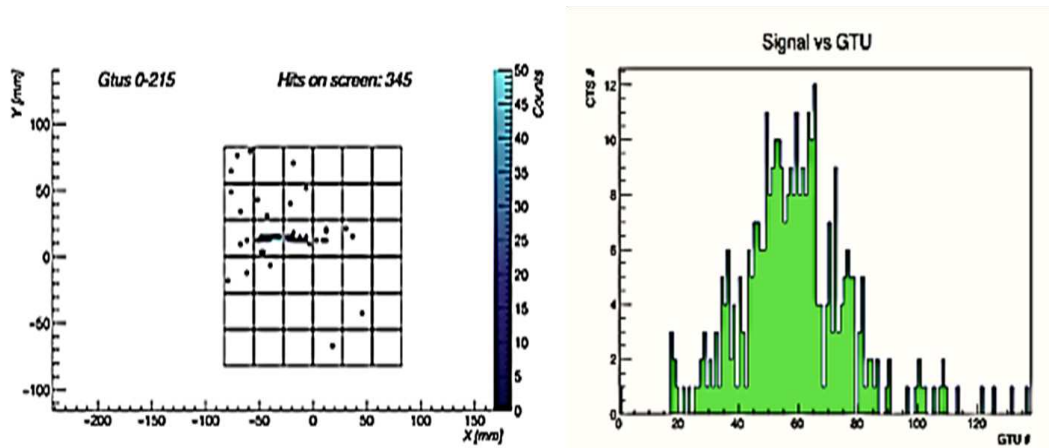 Gtus 0-215
Hits on screen: 345
Y [mm]
100
50
0
-50
-100
-200 -150 -100 -50 0 50 100 150
X [mm]
50
45
40
35
30
25
20
15
10
5
0
Counts
Signal vs GTU
CTS #
12
10
8
6
4
2
0
0 20 40 60 80 100 120
GTU #